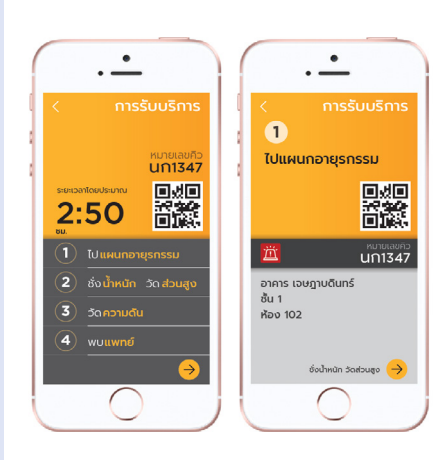 การรับบริการ
หมายเลขคิว
นก1347
ระยะเวลาโดยประมาณ
2:50
ชม.
1 ไปแผนกอายุรกรรม
2 ชั่งน้ำหนัก วัดส่วนสูง
3 วัดความดัน
4 พบแพทย์
การรับบริการ
1
ไปแผนกอายุรกรรม
หมายเลขคิว
นก1347
อาคาร เจษฎาบดินทร์
ชั้น 1
ห้อง 102
ชั่งน้ำหนัก วัดส่วนสูง